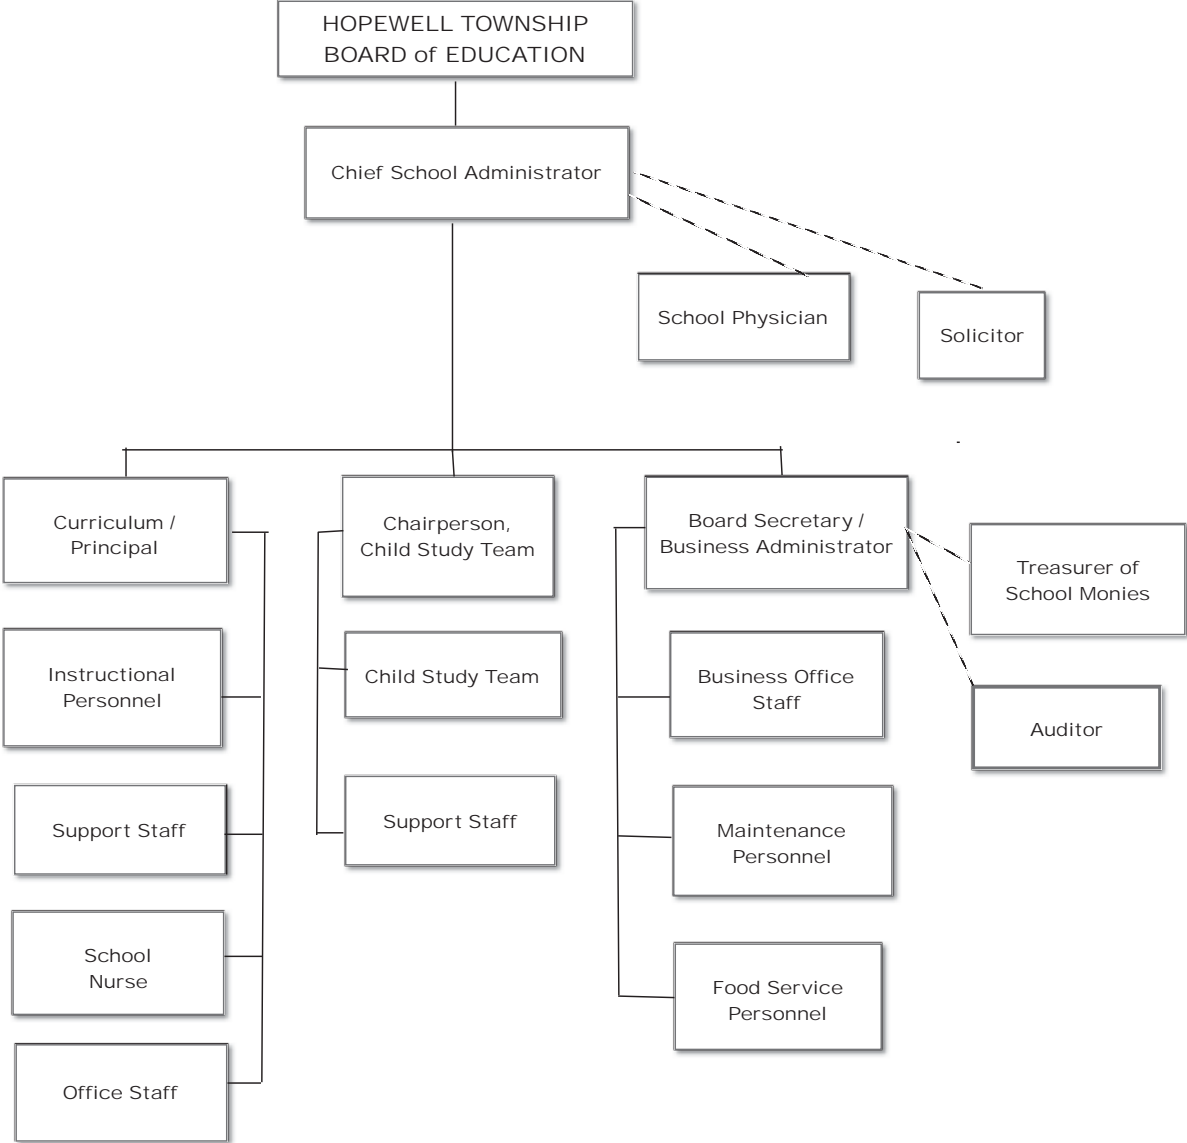 HOPEWELL TOWNSHIP
BOARD of EDUCATION
Chief School Administrator
School Physician
Solicitor
Curriculum /
Principal
Chairperson,
Child Study Team
Board Secretary /
Business Administrator
Treasurer of
School Monies
Instructional
Personnel
Child Study Team
Business Office
Staff
Auditor
Support Staff
Support Staff
Maintenance
Personnel
School
Nurse
Food Service
Personnel
Office Staff